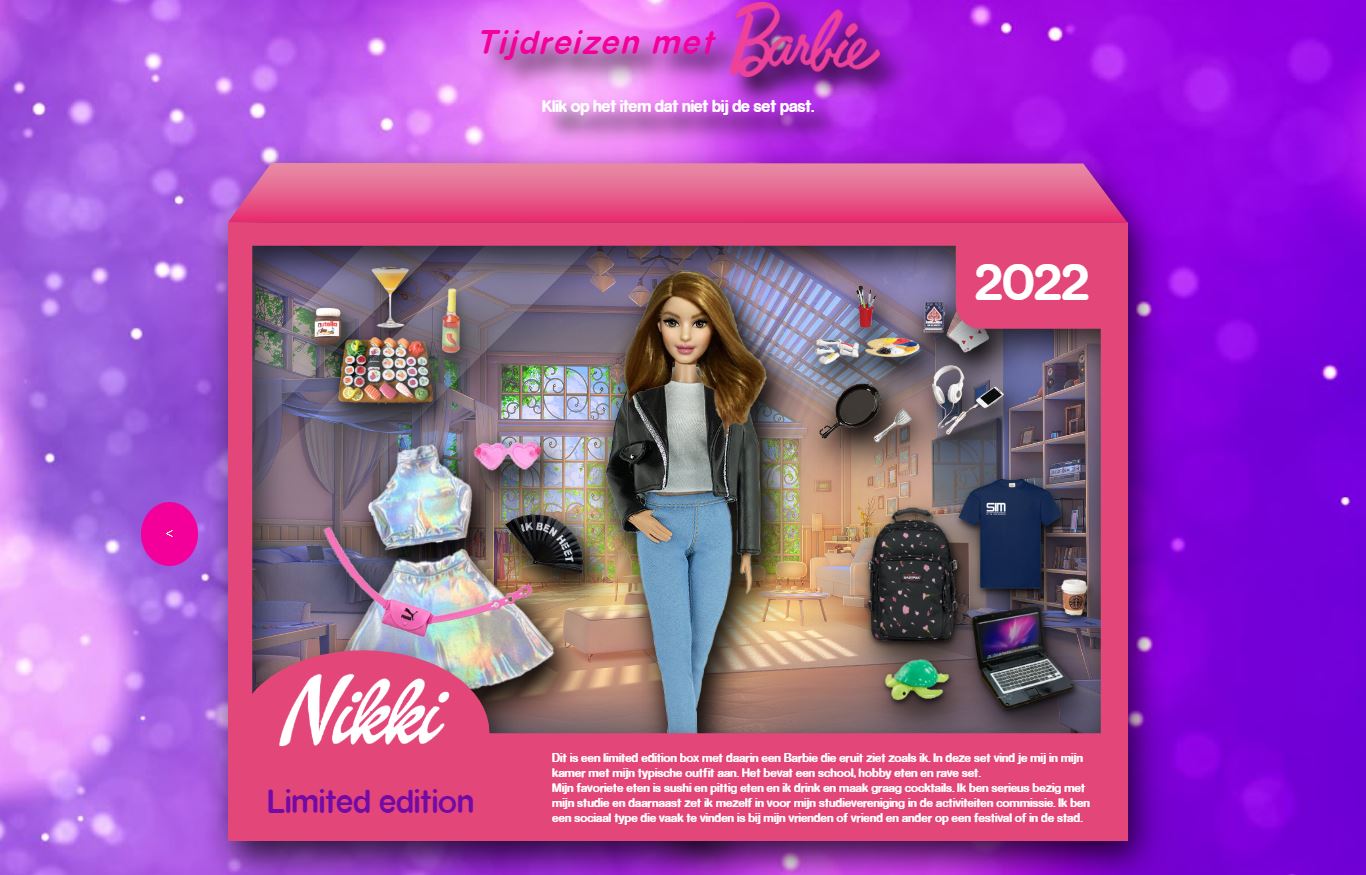 Tijdreizen met Barbie
Klik op het item dat niet bij de set past.
2022
nutella
IK BEN HEET
SIM
EASTPAK
<
Nikki
Limited edition
Dit is een limited edition box met daarin een Barbie die eruit ziet zoals ik. In deze set vind je mij in mijn
kamer met mijn typische outfit aan. Het bevat een school, hobby eten en rave set.
Mijn favoriete eten is sushi en pittig eten en ik drink en maak graag cocktails. Ik ben serieus bezig met
mijn studie en daarnaast zet ik mezelf in voor mijn studievereniging in de activiteiten commissie. Ik ben
een sociaal type die vaak te vinden is bij mijn vrienden of vriend en ander op een festival of in de stad.